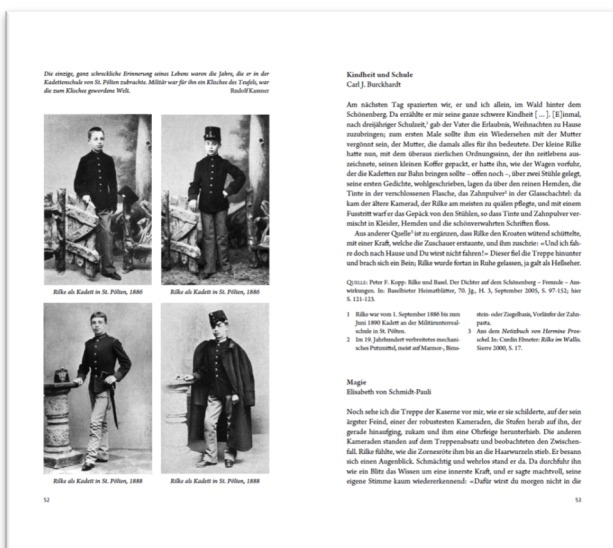 Die einzige, ganz schreckliche Erinnerung seines Lebens waren die Jahre, die er in der
Kadettenschule von St. Pölten zubrachte. Militär war für ihn ein Klischee des Teufels, war
die zum Klischee gewordene Welt.
Rudolf Kassner
Rilke als Kadett in St. Pölten, 1886
Rilke als Kadett in St. Pölten, 1886
Rilke als Kadett in St. Pölten, 1888
Rilke als Kadett in St. Pölten, 1888
52
Kindheit und Schule
Carl J. Burckhardt
Am nächsten Tag spazierten wir, er und ich allein, im Wald hinter dem
Schönenberg. Da erzählte er mir seine ganz schwere Kindheit [ ... ]. [E]inmal,
nach dreijähriger Schulzeit,¹ gab der Vater die Erlaubnis, Weihnachten zu Hause
zuzubringen; zum ersten Male sollte ihm ein Wiedersehen mit der Mutter
vergönnt sein, der Mutter, die damals alles für ihn bedeutete. Der kleine Rilke
hatte nun, mit dem überaus zierlichen Ordnungssinn, der ihn zeitlebens aus-
zeichnete, seinen kleinen Koffer gepackt, er hatte ihn, wie der Wagen vorfuhr,
der die Kadetten zur Bahn bringen sollte – offen noch –, über zwei Stühle gelegt,
seine ersten Gedichte, wohlgeschrieben, lagen da über den reinen Hemden, die
Tinte in der verschlossenen Flasche, das Zahnpulver² in der Glasschachtel: da
kam der ältere Kamerad, der Rilke am meisten zu quälen pflegte, und mit einem
Fusstritt warf er das Gepäck von den Stühlen, so dass Tinte und Zahnpulver ver-
mischt in Kleider, Hemden und die schönverwahrten Schriften floss.
Aus anderer Quelle³ ist zu ergänzen, dass Rilke den Kroaten wütend schüttelte,
mit einer Kraft, welche die Zuschauer erstaunte, und ihm zuschrie: «Und ich fah-
re doch nach Hause und Du wirst nicht fahren!» Dieser fiel die Treppe hinunter
und brach sich ein Bein; Rilke wurde fortan in Ruhe gelassen, ja galt als Hellseher.
QUELLE: Peter F. Kopp: Rilke und Basel. Der Dichter auf dem Schönenberg – Freunde – Aus-
wirkungen. In: Baselbieter Heimatblätter, 70. Jg., H. 3, September 2005, S. 97-152; hier
S. 121-123.
1 Rilke war vom 1. September 1886 bis zum
Juni 1890 Kadett an der Militärunterreal-
schule in St. Pölten.
2 Im 19. Jahrhundert verbreitetes mechani-
sches Putzmittel, meist auf Marmor-, Bims-
stein- oder Ziegelbasis, Vorläufer der Zahn-
pasta.
3 Aus dem Notizbuch von Hermine
In: Curdin Ebneter: Rilke im Wallis.
Sierre 2000, S. 17.
Magie
Elisabeth von Schmidt-Pauli
Noch sehe ich die Treppe der Kaserne vor mir, wie er sie schilderte, auf der sein
ärgster Feind, einer der robustesten Kameraden, die Stufen herab auf ihn, der
gerade hinaufging, zukam und ihm eine Ohrfeige herunterhieb. Die anderen
Kameraden standen auf dem Treppenabsatz und beobachteten den Zwischen-
fall. Rilke fühlte, wie die Zornesröte ihm bis an die Haarwurzeln stieb. Er besann
sich einen Augenblick. Schmächtig und wehrlos stand er da. Da durchfuhr ihn
wie ein Blitz das Wissen um eine innerste Kraft, und er sagte machtvoll, seine
eigene Stimme kaum wiedererkennend: «Dafür wirst du morgen nicht in die
53